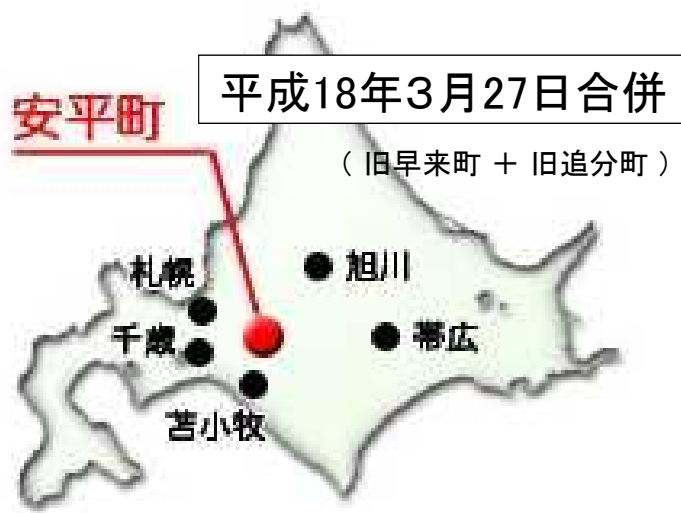 平成18年３月27日合併
安平町
（ 旧早来町 ＋ 旧追分町 ）
旭川
札幌
千歳
帯広
苫小牧